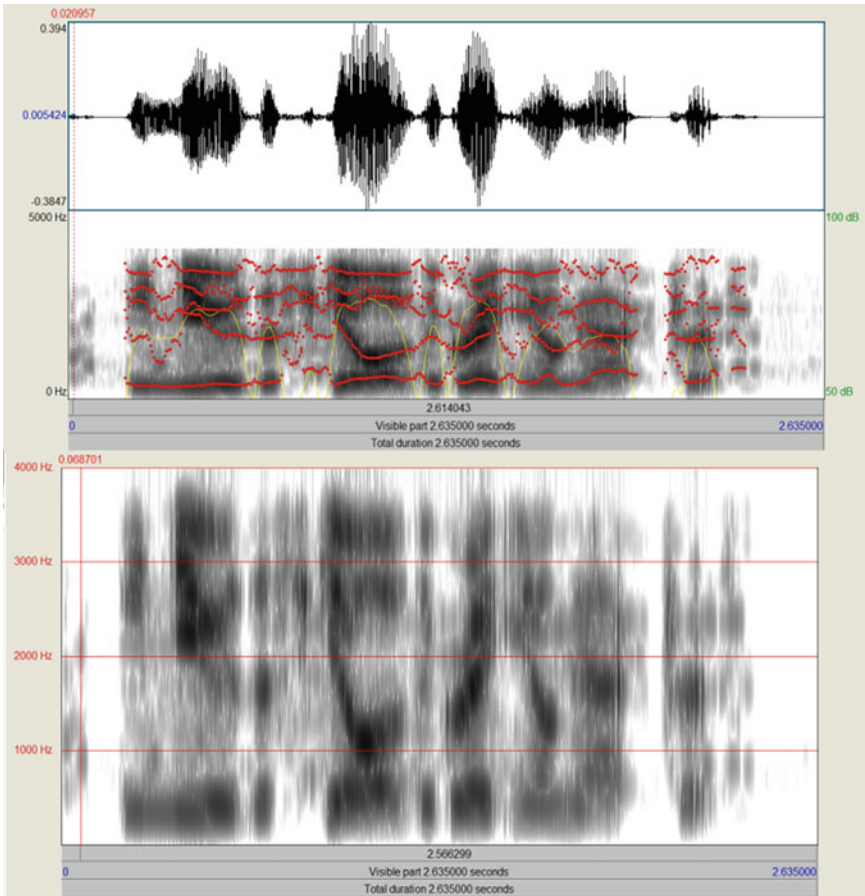 0.020957
0.394
0.005424
-0.3847
5000 Hz
100 dB
0 Hz
50 dB
2.614043
0 Visible part 2.635000 seconds 2.635000
Total duration 2.635000 seconds
0.068701
4000 Hz
3000 Hz
2000 Hz
1000 Hz
2.566299
0 Visible part 2.635000 seconds 2.635000
Total duration 2.635000 seconds